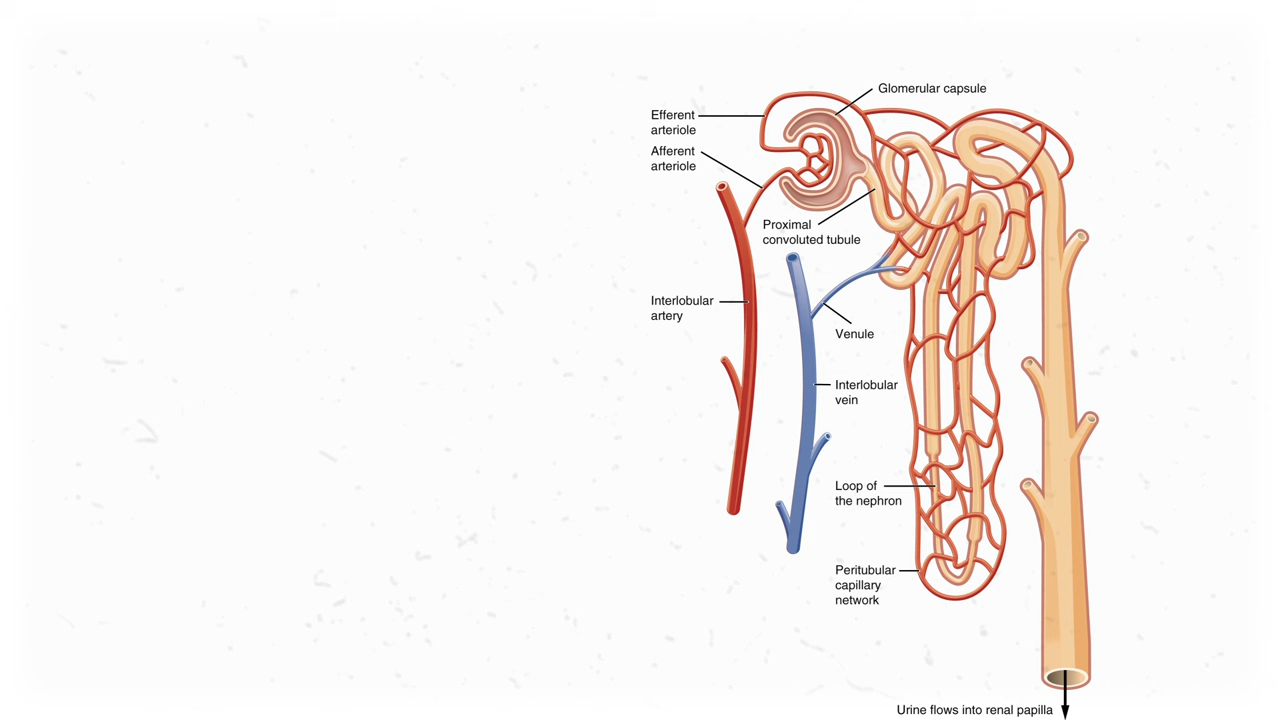 Glomerular capsule
Efferent
arteriole
Afferent
arteriole
Proximal
convoluted tubule
Interlobular
artery
Venule
Interlobular
vein
Loop of
the nephron
Peritubular
capillary
network
Urine flows into renal papilla